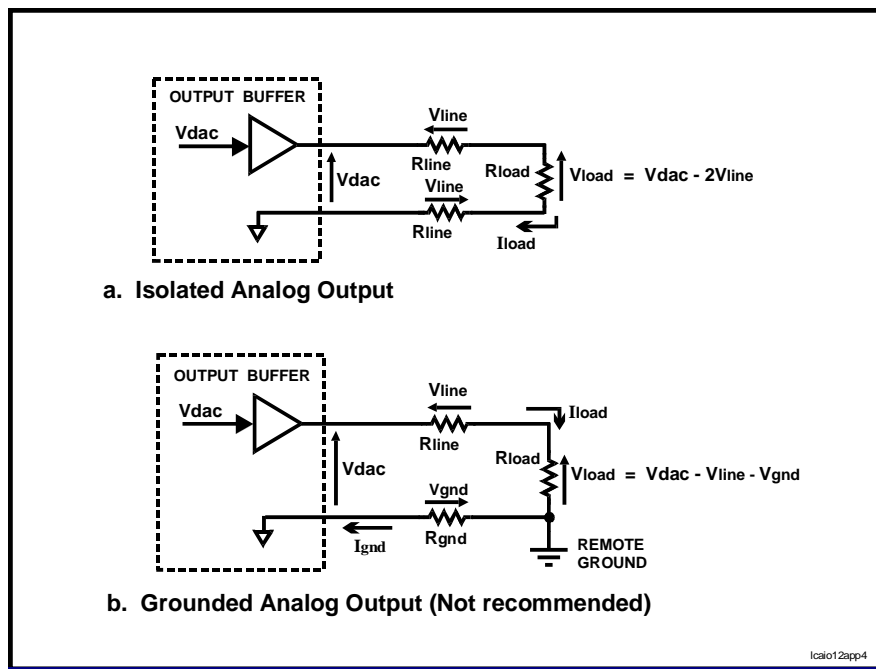 OUTPUT BUFFER
Vdac
Vline
Rline
Vdac
Rload
Vload = Vdac - 2Vline
Vline
Rline
Iload
a. Isolated Analog Output
OUTPUT BUFFER
Vdac
Vline
Iload
Rline
Rload
Vdac
Vload = Vdac - Vline - Vgnd
Vgnd
Rgnd
Ignd
REMOTE
GROUND
b. Grounded Analog Output (Not recommended)
lcaio12app4